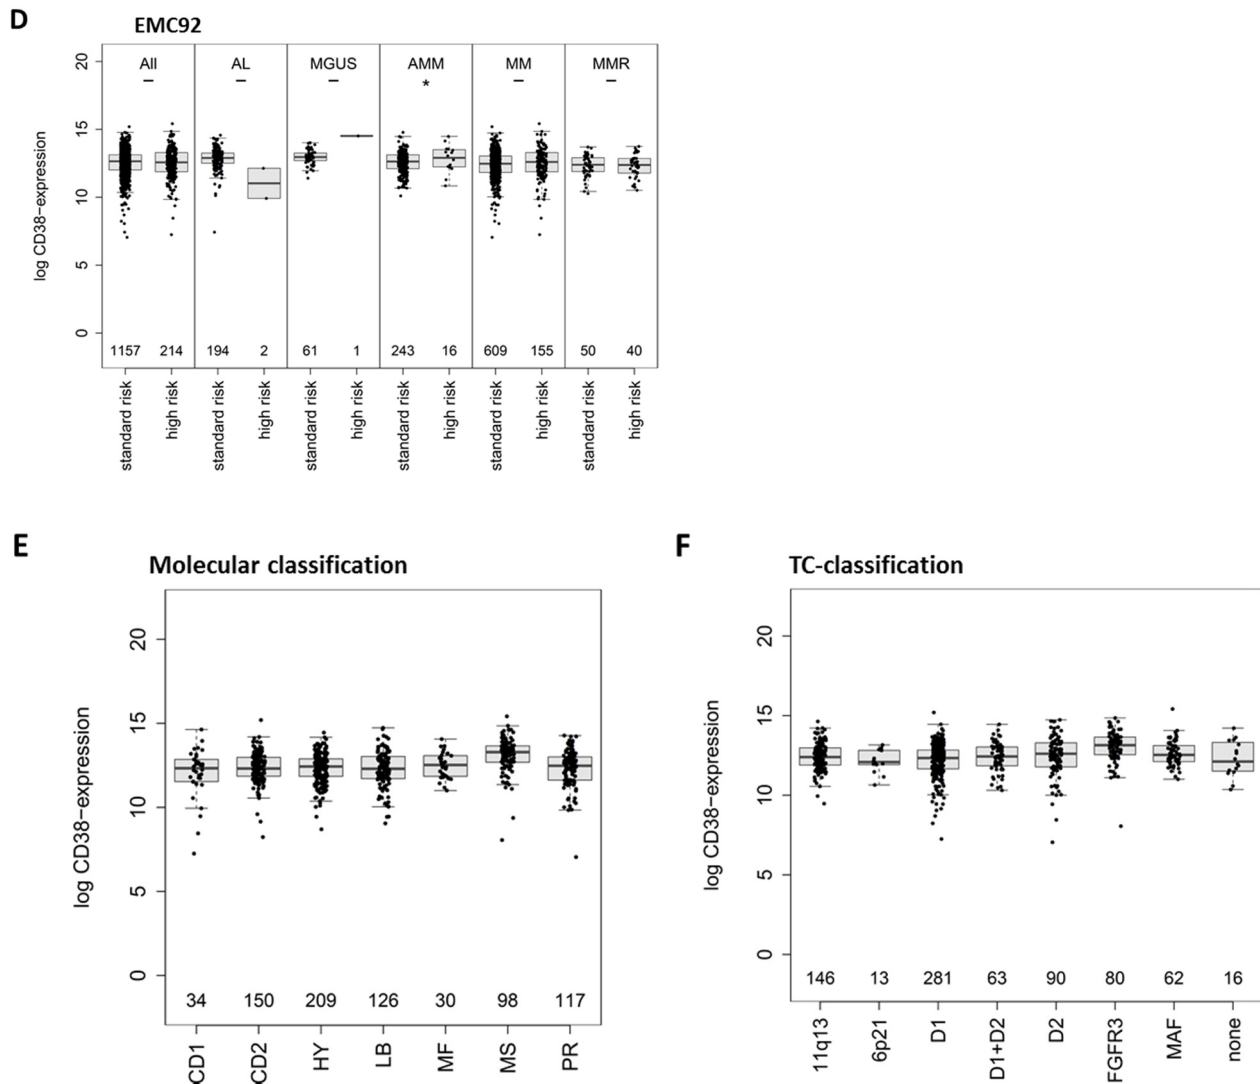 D
EMC92
All AL MGUS AMM MM MMR
– – – * – –
20
15
10
5
0
log CD38−expression
1157 214 194 2 61 1 243 16 609 155 50 40
standard risk high risk standard risk high risk standard risk high risk standard risk high risk standard risk high risk standard risk high risk
E
Molecular classification
20
15
10
5
0
log CD38−expression
34 150 209 126 30 98 117
CD1 CD2 HY LB MF MS PR
F
TC-classification
20
15
10
5
0
log CD38−expression
146 13 281 63 90 80 62 16
11q13 6p21 D1 D1+D2 D2 FGFR3 MAF none